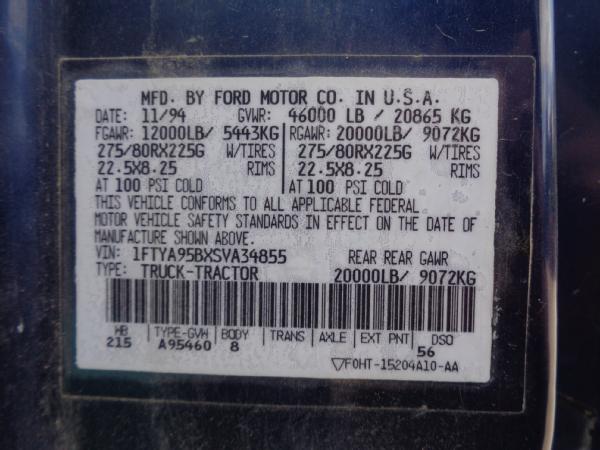 MFD. BY FORD MOTOR CO. IN U.S.A.
DATE: 11/94 GVWR: 46000 LB / 20865 KG
FGAWR: 12000LB/ 5443KG RGAWR: 20000LB/ 9072KG
275/80RX225G W/TIRES 275/80RX225G W/TIRES
22.5X8.25 RIMS 22.5X8.25 RIMS
AT 100 PSI COLD AT 100 PSI COLD
THIS VEHICLE CONFORMS TO ALL APPLICABLE FEDERAL
MOTOR VEHICLE SAFETY STANDARDS IN EFFECT ON THE DATE OF
MANUFACTURE SHOWN ABOVE.
VIN: 1FTYA95BXSVA34855 REAR REAR GAWR
TYPE: TRUCK-TRACTOR 20000LB/ 9072KG
WB TYPE-GVW BODY TRANS AXLE EXT PNT DSO
215 A95460 8 56
F0HT-15204A10-AA